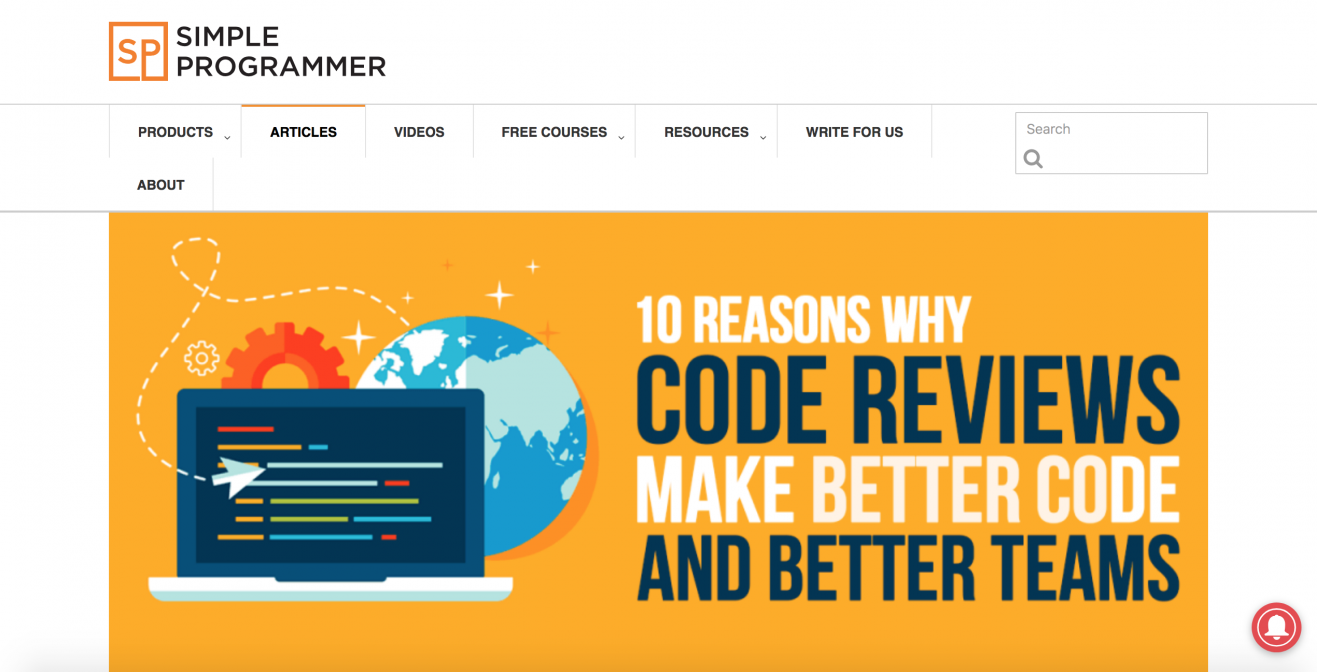 SP
SIMPLE
PROGRAMMER
PRODUCTS
ARTICLES
VIDEOS
FREE COURSES
RESOURCES
WRITE FOR US
Search
ABOUT
10 REASONS WHY
CODE REVIEWS
MAKE BETTER CODE
AND BETTER TEAMS